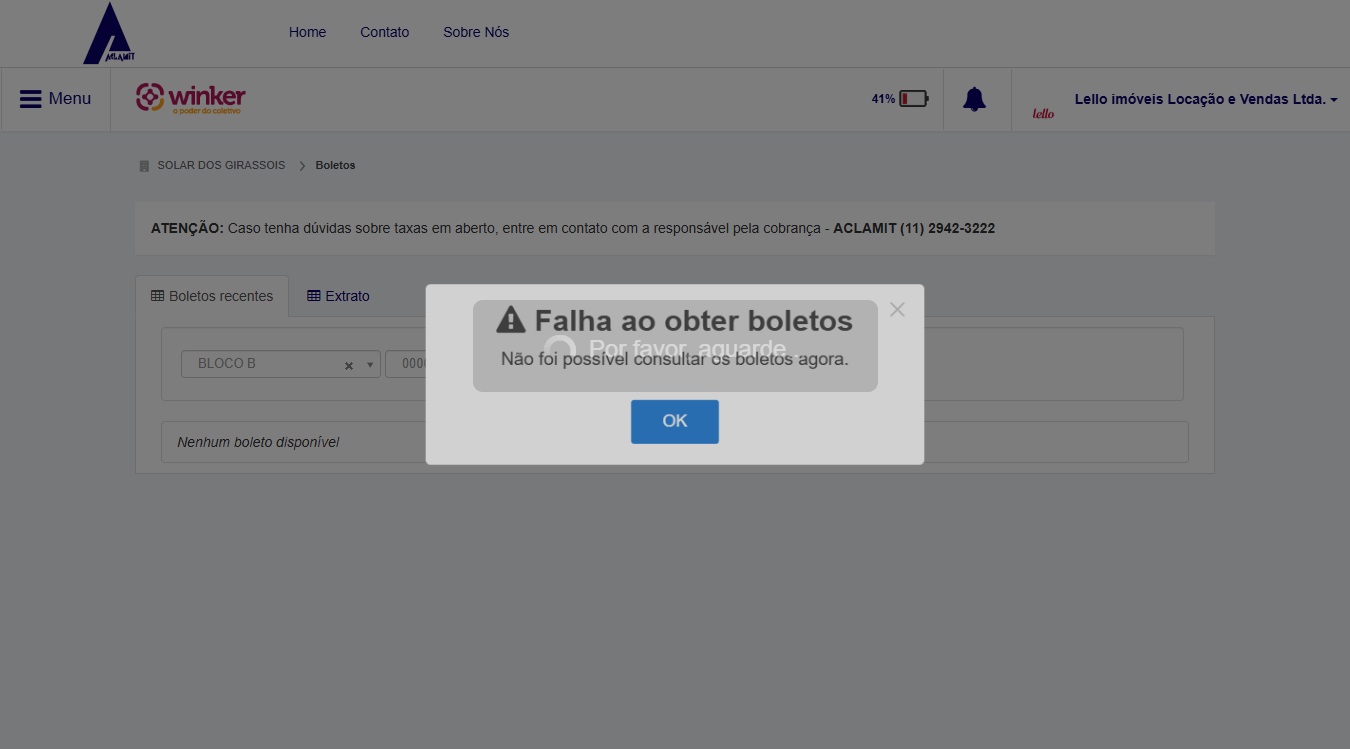 Home Contato Sobre Nós
ACLAMIT
Menu winker 41% Lello imóveis Locação e Vendas Ltda.
o poder do coletivo
lello
SOLAR DOS GIRASSOIS Boletos
ATENÇÃO: Caso tenha dúvidas sobre taxas em aberto, entre em contato com a responsável pela cobrança - ACLAMIT (11) 2942-3222
Boletos recentes Extrato
Falha ao obter boletos
Por favor, aguarde...
Não foi possível consultar os boletos agora.
BLOCO B 000
OK
Nenhum boleto disponível